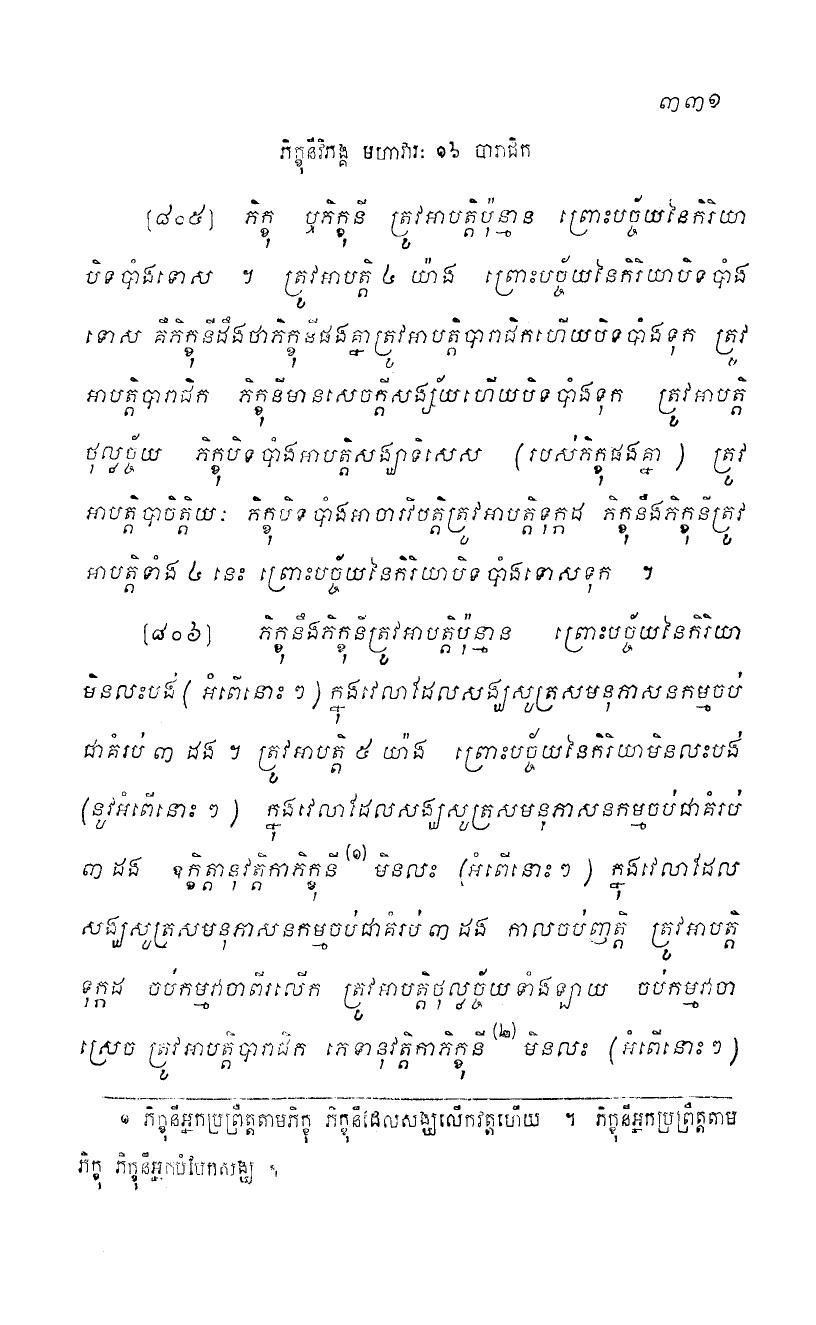 ៣៣១
ភិក្ខុនីវិភង្គ មហាវារៈ ១៦ បារាជិក
[៨០៥] ភិក្ខុ ឬភិក្ខុនី ត្រូវអាបត្តិប៉ុន្មាន ព្រោះបច្ច័យនៃកិរិយា
បិទបាំងទោស ។ ត្រូវអាបត្តិ ៤ យ៉ាង ព្រោះបច្ច័យនៃកិរិយាបិទបាំង
ទោស គឺភិក្ខុនីដឹងថាភិក្ខុនីផងគ្នាត្រូវអាបត្តិបារាជិកហើយបិទបាំងទុក ត្រូវ
អាបត្តិបារាជិក ភិក្ខុនីមានសេចក្តីសង្ស័យហើយបិទបាំងទុក ត្រូវអាបត្តិ
ថុល្លច្ច័យ ភិក្ខុបិទបាំងអាបត្តិសង្ឃាទិសេស (របស់ភិក្ខុផងគ្នា) ត្រូវ
អាបត្តិបាចិត្តិយៈ ភិក្ខុបិទបាំងអាចារវិបត្តិត្រូវអាបត្តិទុក្កដ ភិក្ខុនឹងភិក្ខុនីត្រូវ
អាបត្តិទាំង ៤ នេះ ព្រោះបច្ច័យនៃកិរិយាបិទបាំងទោសទុក ។
[៨០៦] ភិក្ខុនឹងភិក្ខុនីត្រូវអាបត្តិប៉ុន្មាន ព្រោះបច្ច័យនៃកិរិយា
មិនលះបង់ (អំពើនោះ ៗ) ក្នុងវេលាដែលសង្ឃសូត្រសមនុភាសនកម្មចប់
ជាគំរប់ ៣ ដង ។ ត្រូវអាបត្តិ ៥ យ៉ាង ព្រោះបច្ច័យនៃកិរិយាមិនលះបង់
(នូវអំពើនោះ ៗ) ក្នុងវេលាដែលសង្ឃសូត្រសមនុភាសនកម្មចប់ជាគំរប់
៣ ដង ឧក្ខិត្តានុវត្តិកាភិក្ខុនី (១) មិនលះ (អំពើនោះ ៗ) ក្នុងវេលាដែល
សង្ឃសូត្រសមនុភាសនកម្មចប់ជាគំរប់ ៣ ដង កាលចប់ញត្តិ ត្រូវអាបត្តិ
ទុក្កដ ចប់កម្មវាចាពីរលើក ត្រូវអាបត្តិថុល្លច្ច័យទាំងឡាយ ចប់កម្មវាចា
ស្រេច ត្រូវអាបត្តិបារាជិក ភេទានុវត្តិកាភិក្ខុនី (២) មិនលះ (អំពើនោះ ៗ)
១ ភិក្ខុនីអ្នកប្រព្រឹត្តតាមភិក្ខុ ភិក្ខុនីដែលសង្ឃលើកវត្តហើយ ។ ភិក្ខុនីអ្នកប្រព្រឹត្តតាម
ភិក្ខុ ភិក្ខុនីអ្នកបំបែកសង្ឃ ។